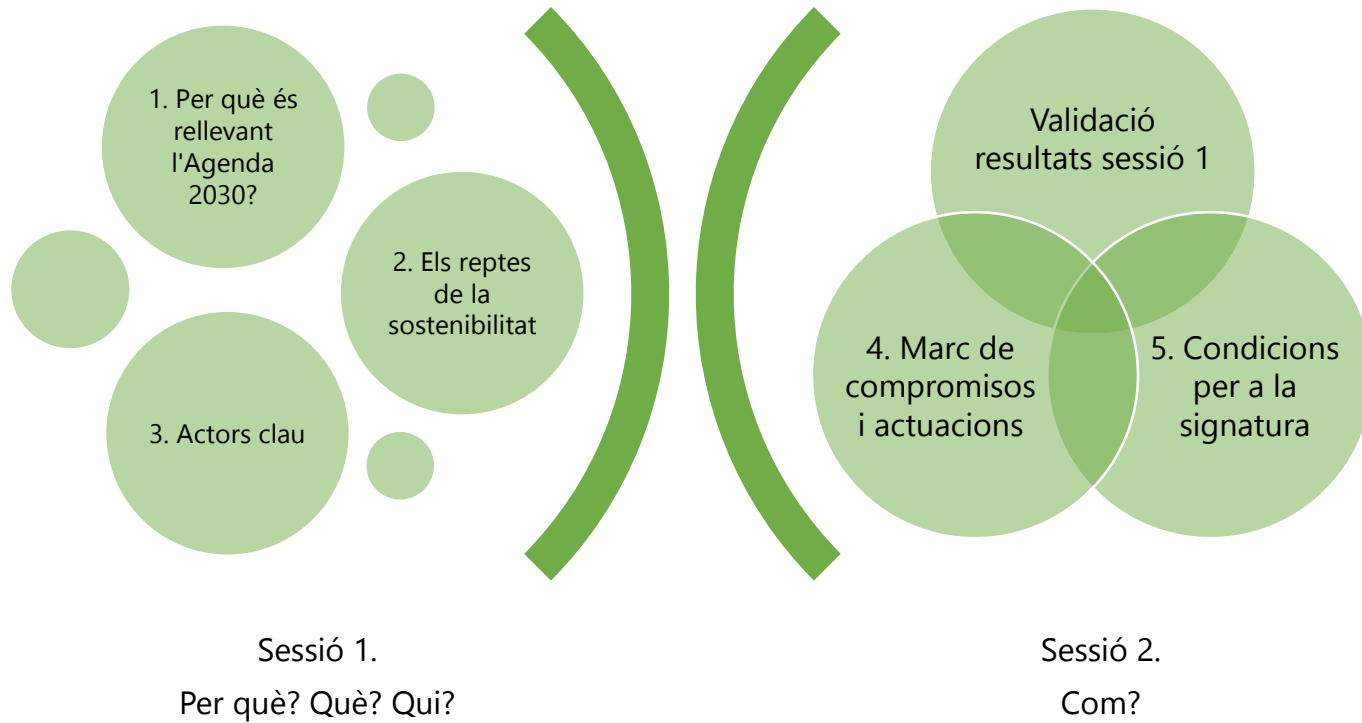 1. Per què és
rellevant
l'Agenda
2030?
2. Els reptes
de la
sostenibilitat
3. Actors clau
Sessió 1.
Per què? Què? Qui?
Validació
resultats sessió 1
4. Marc de
compromisos
i actuacions
5. Condicions
per a la
signatura
Sessió 2.
Com?